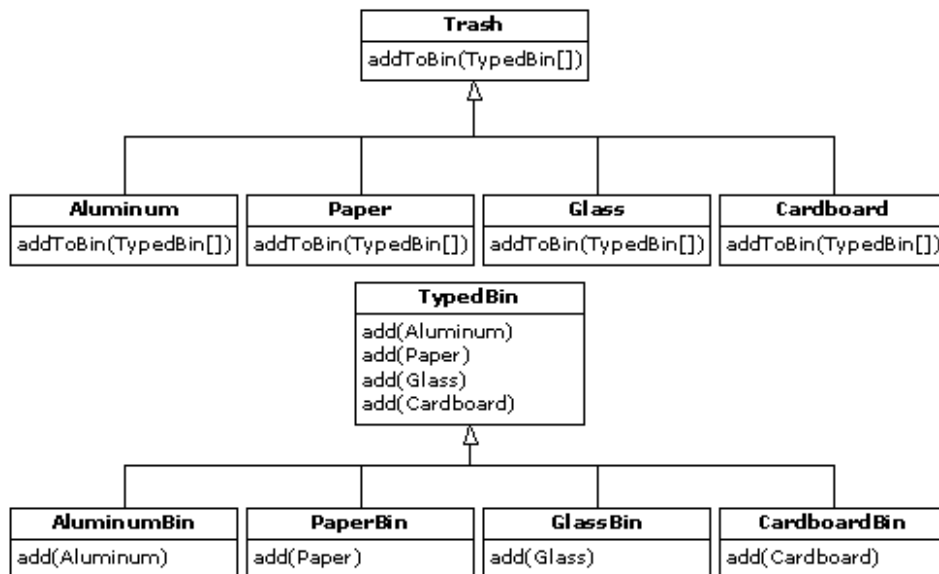 Trash
addToBin(TypedBin[])
Aluminum
addToBin(TypedBin[])
Paper
addToBin(TypedBin[])
Glass
addToBin(TypedBin[])
Cardboard
addToBin(TypedBin[])
TypedBin
add(Aluminum)
add(Paper)
add(Glass)
add(Cardboard)
AluminumBin
add(Aluminum)
PaperBin
add(Paper)
GlassBin
add(Glass)
CardboardBin
add(Cardboard)